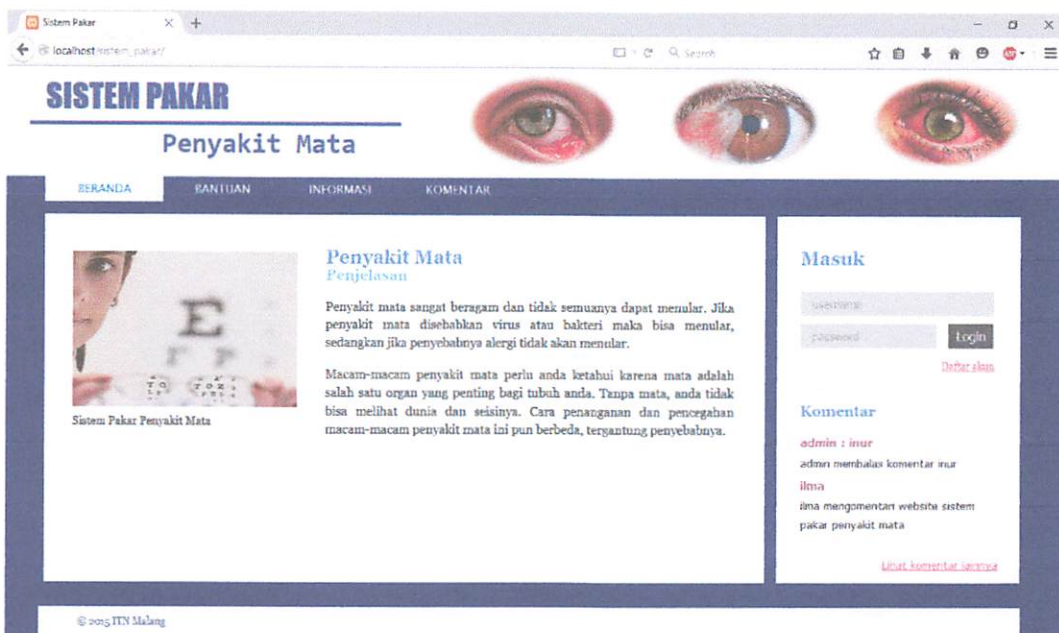 Sistem Pakar
localhost/sistem_pakar/
Search
SISTEM PAKAR
Penyakit Mata
BERANDA
BANTUAN
INFORMASI
KOMENTAR
E
Sistem Pakar Penyakit Mata
Penyakit Mata
Penjelasan
Penyakit mata sangat beragam dan tidak semuanya dapat menular. Jika
penyakit mata disebabkan virus atau bakteri maka bisa menular,
sedangkan jika penyebabnya alergi tidak akan menular.
Macam-macam penyakit mata perlu anda ketahui karena mata adalah
salah satu organ yang penting bagi tubuh anda. Tanpa mata, anda tidak
bisa melihat dunia dan seisinya. Cara penanganan dan pencegahan
macam-macam penyakit mata ini pun berbeda, tergantung penyebabnya.
Masuk
username
password
Login
Daftar akun
Komentar
admin : inur
admin membalas komentar inur
ilma
ilma mengomentari website sistem
pakar penyakit mata
Lihat komentar lainnya
© 2015 ITN Malang